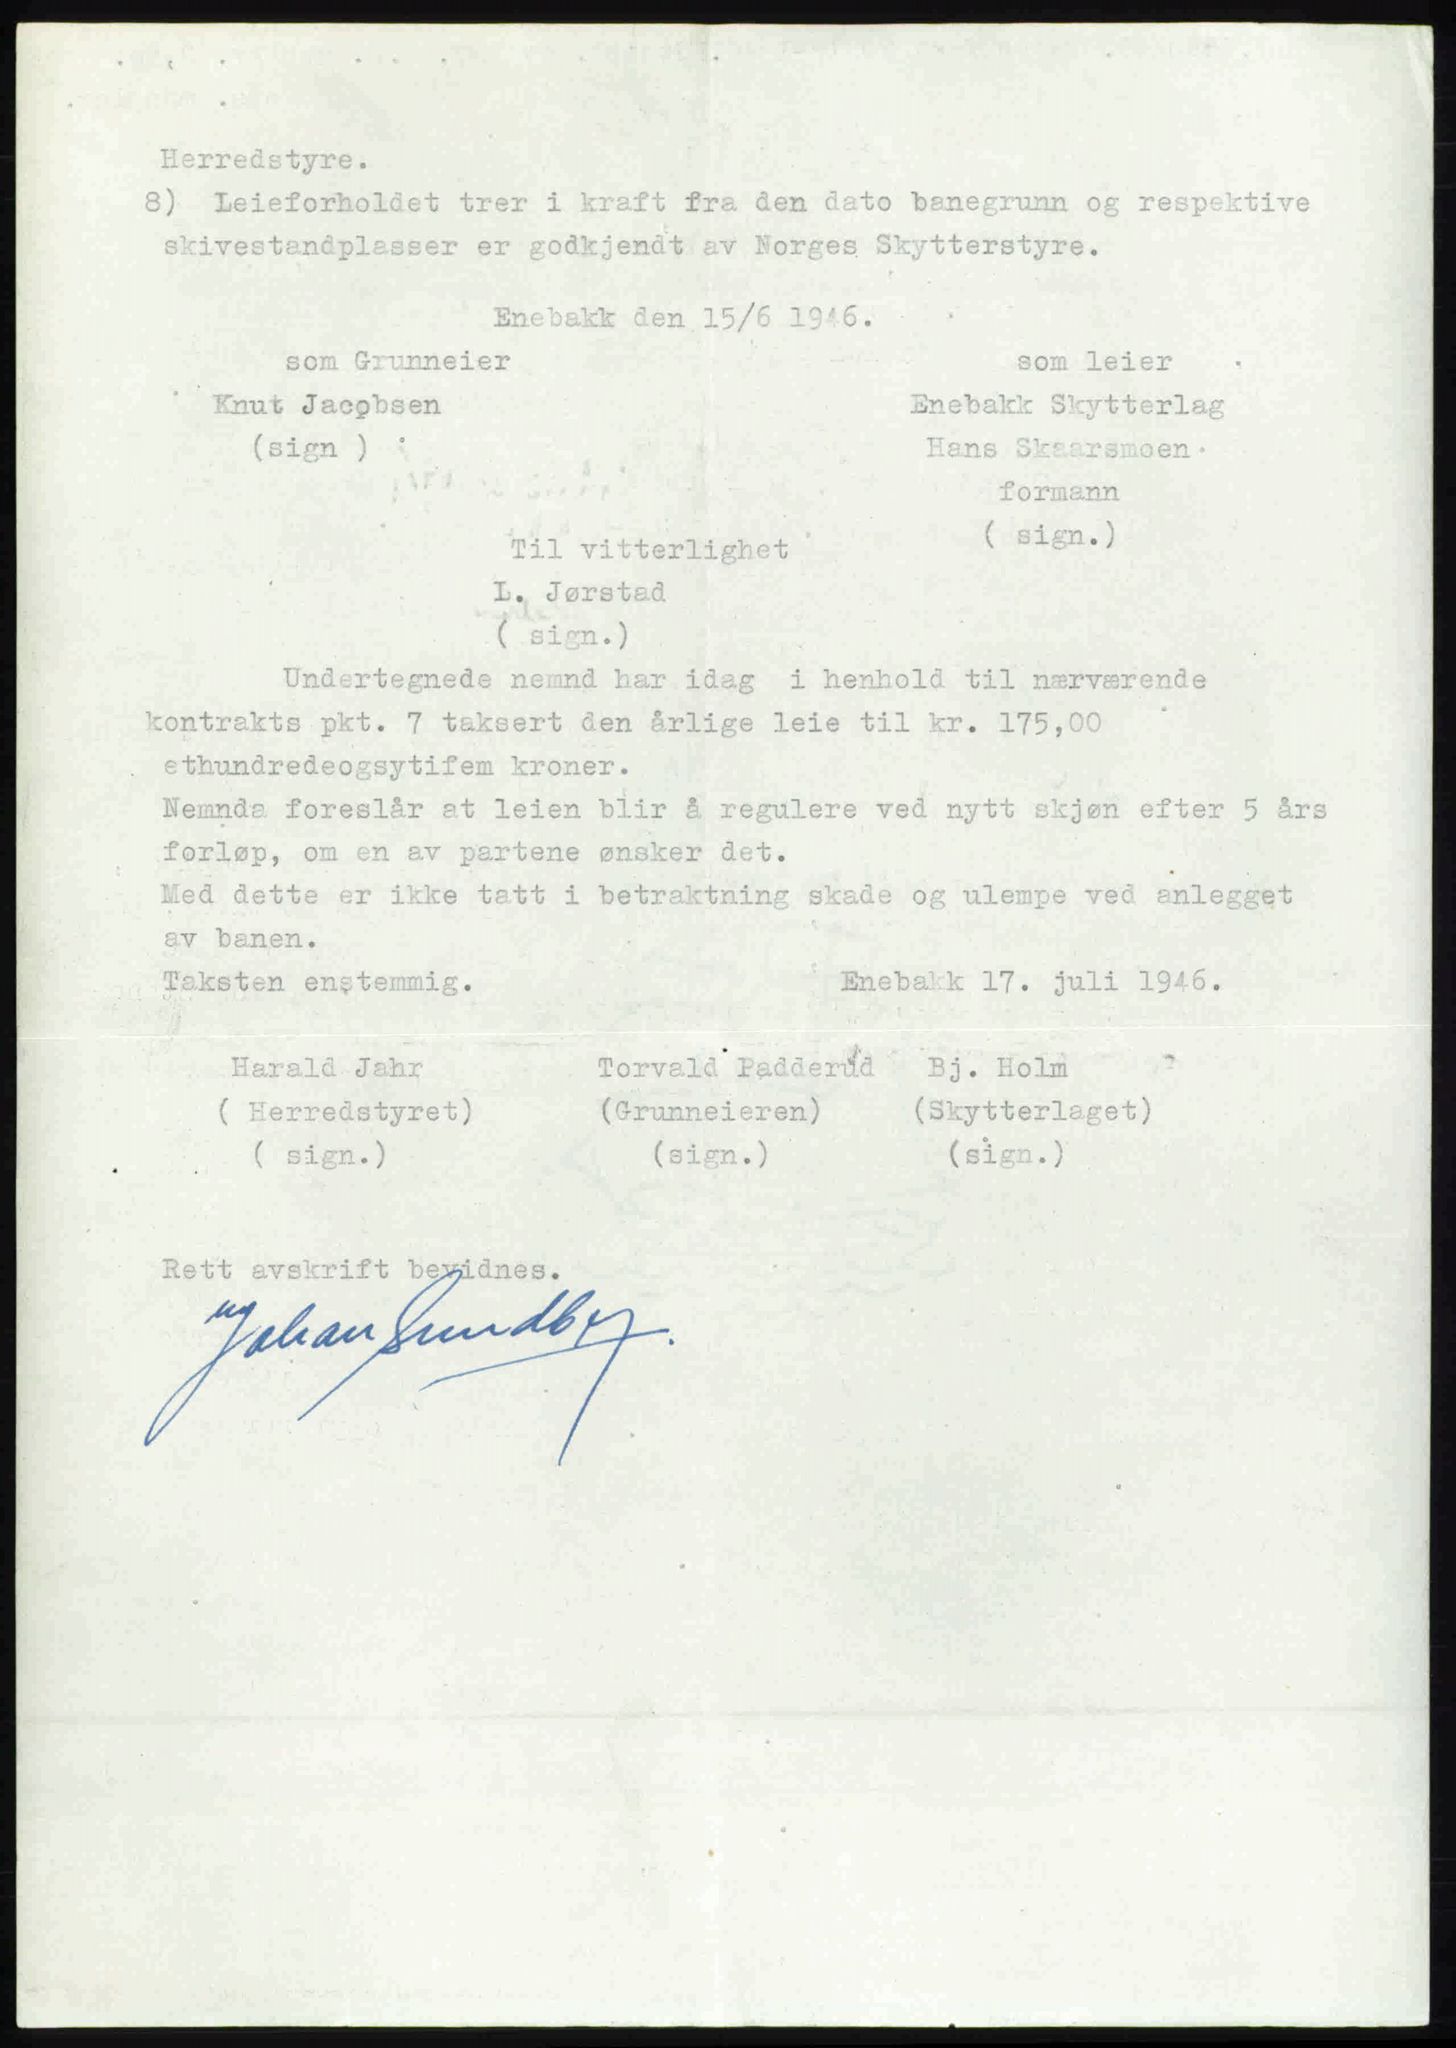 Herredstyre.
8) Leieforholdet trer i kraft fra den dato banegrunn og respektive
skivestandplasser er godkjendt av Norges Skytterstyre.
Enebakk den 15/6 1946.
som Grunneier som leier
Knut Jacobsen Enebakk Skytterlag
(sign ) Hans Skaarsmoen
formann
( sign.)
Til vitterlighet
L. Jørstad
( sign.)
Undertegnede nemnd har idag i henhold til nærværende
kontrakts pkt. 7 taksert den årlige leie til kr. 175,00
ethundredeogsytifem kroner.
Nemnda foreslår at leien blir å regulere ved nytt skjøn efter 5 års
forløp, om en av partene ønsker det.
Med dette er ikke tatt i betraktning skade og ulempe ved anlegget
av banen.
Taksten enstemmig. Enebakk 17. juli 1946.
Harald Jahr Torvald Padderud Bj. Holm
( Herredstyret) (Grunneieren) (Skytterlaget)
( sign.) (sign.) (sign.)
Rett avskrift bevidnes.
Johan Sundby.